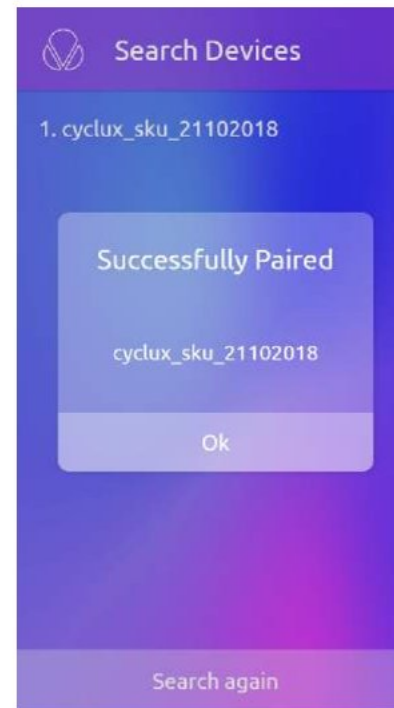 Search Devices
1. cyclux_sku_21102018
Successfully Paired
cyclux_sku_21102018
Ok
Search again